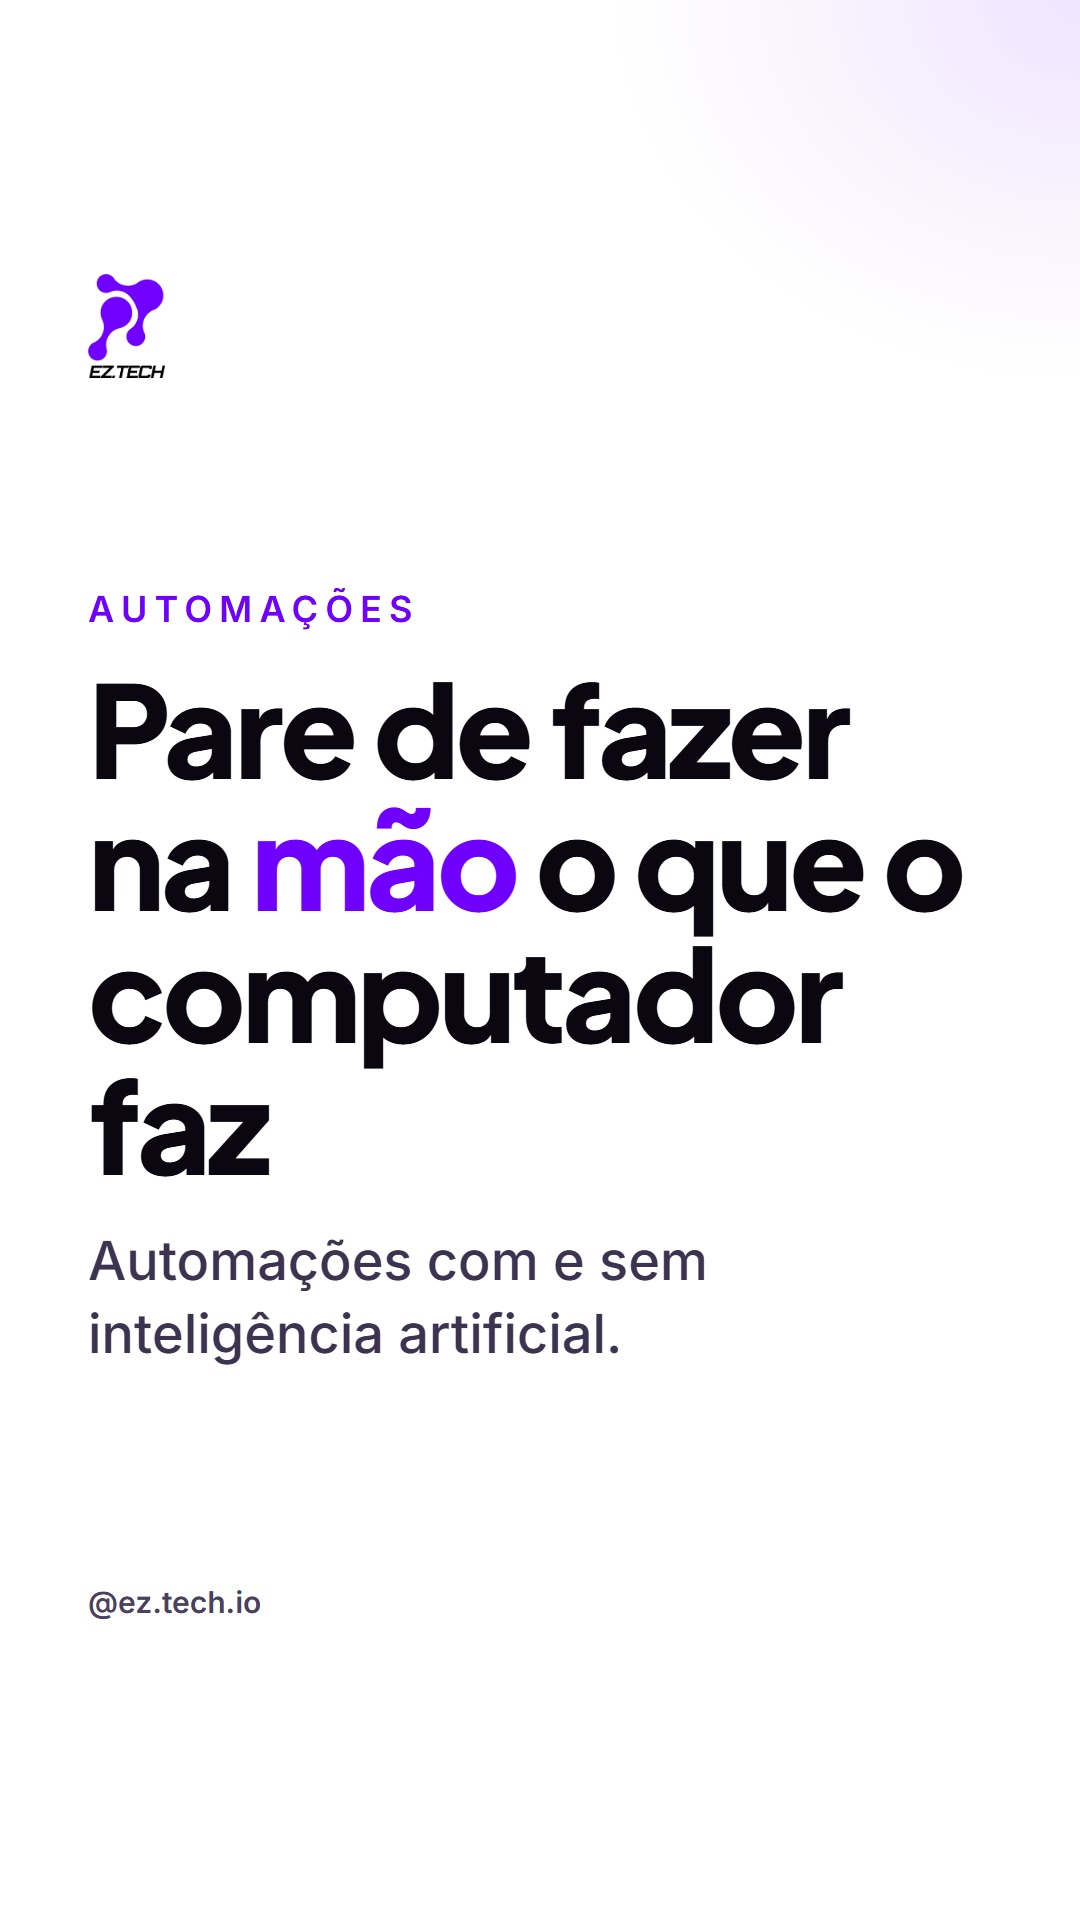 EZ.TECH
AUTOMAÇÕES
Pare de fazer
na mão o que o
computador
faz
Automações com e sem
inteligência artificial.
@ez.tech.io